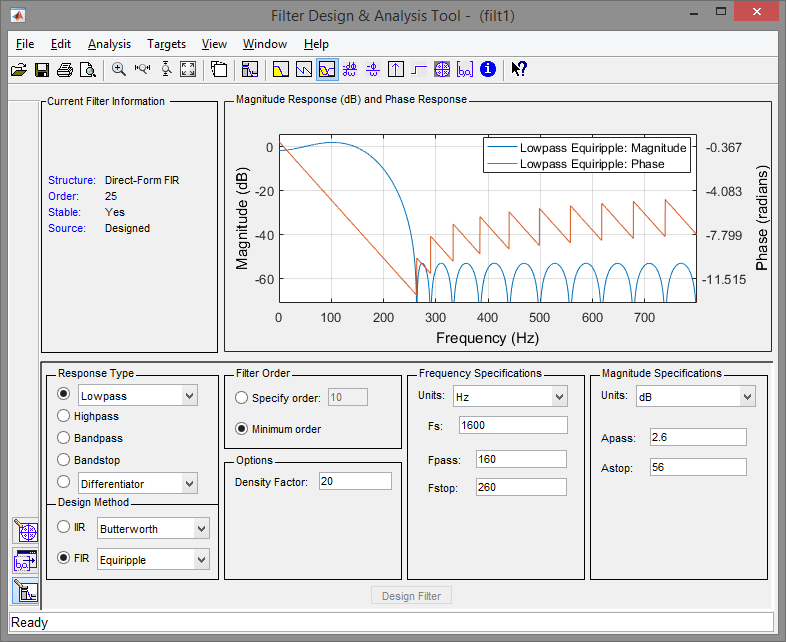 Filter Design & Analysis Tool -  (filt1)
File Edit Analysis Targets View Window Help
Current Filter Information
Structure: Direct-Form FIR
Order: 25
Stable: Yes
Source: Designed
Magnitude Response (dB) and Phase Response
Lowpass Equiripple: Magnitude
Lowpass Equiripple: Phase
0
-20
-40
-60
Magnitude (dB)
-0.367
-4.083
-7.799
-11.515
Phase (radians)
0 100 200 300 400 500 600 700
Frequency (Hz)
Response Type
Lowpass
Highpass
Bandpass
Bandstop
Differentiator
Design Method
IIR Butterworth
FIR Equiripple
Filter Order
Specify order: 10
Minimum order
Options
Density Factor: 20
Frequency Specifications
Units: Hz
Fs: 1600
Fpass: 160
Fstop: 260
Magnitude Specifications
Units: dB
Apass: 2.6
Astop: 56
Design Filter
Ready